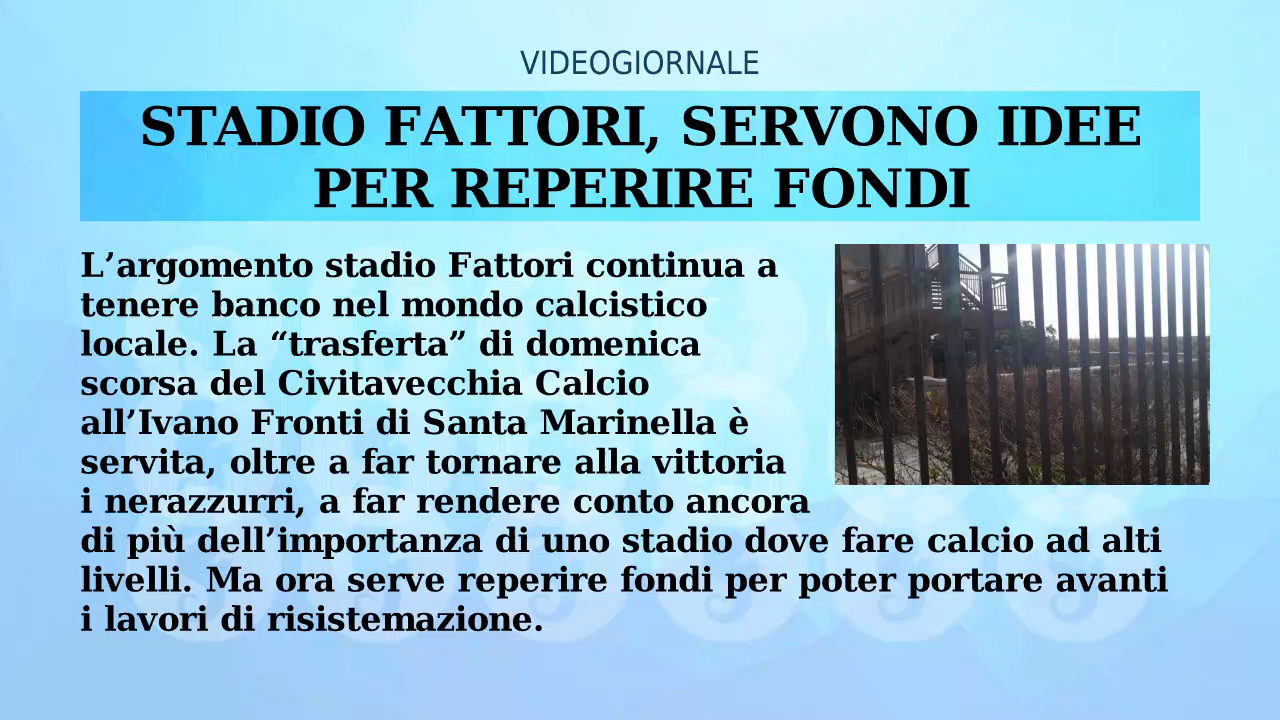 VIDEOGIORNALE
STADIO FATTORI, SERVONO IDEE
PER REPERIRE FONDI
L’argomento stadio Fattori continua a
tenere banco nel mondo calcistico
locale. La “trasferta” di domenica
scorsa del Civitavecchia Calcio
all’Ivano Fronti di Santa Marinella è
servita, oltre a far tornare alla vittoria
i nerazzurri, a far rendere conto ancora
di più dell’importanza di uno stadio dove fare calcio ad alti
livelli. Ma ora serve reperire fondi per poter portare avanti
i lavori di risistemazione.